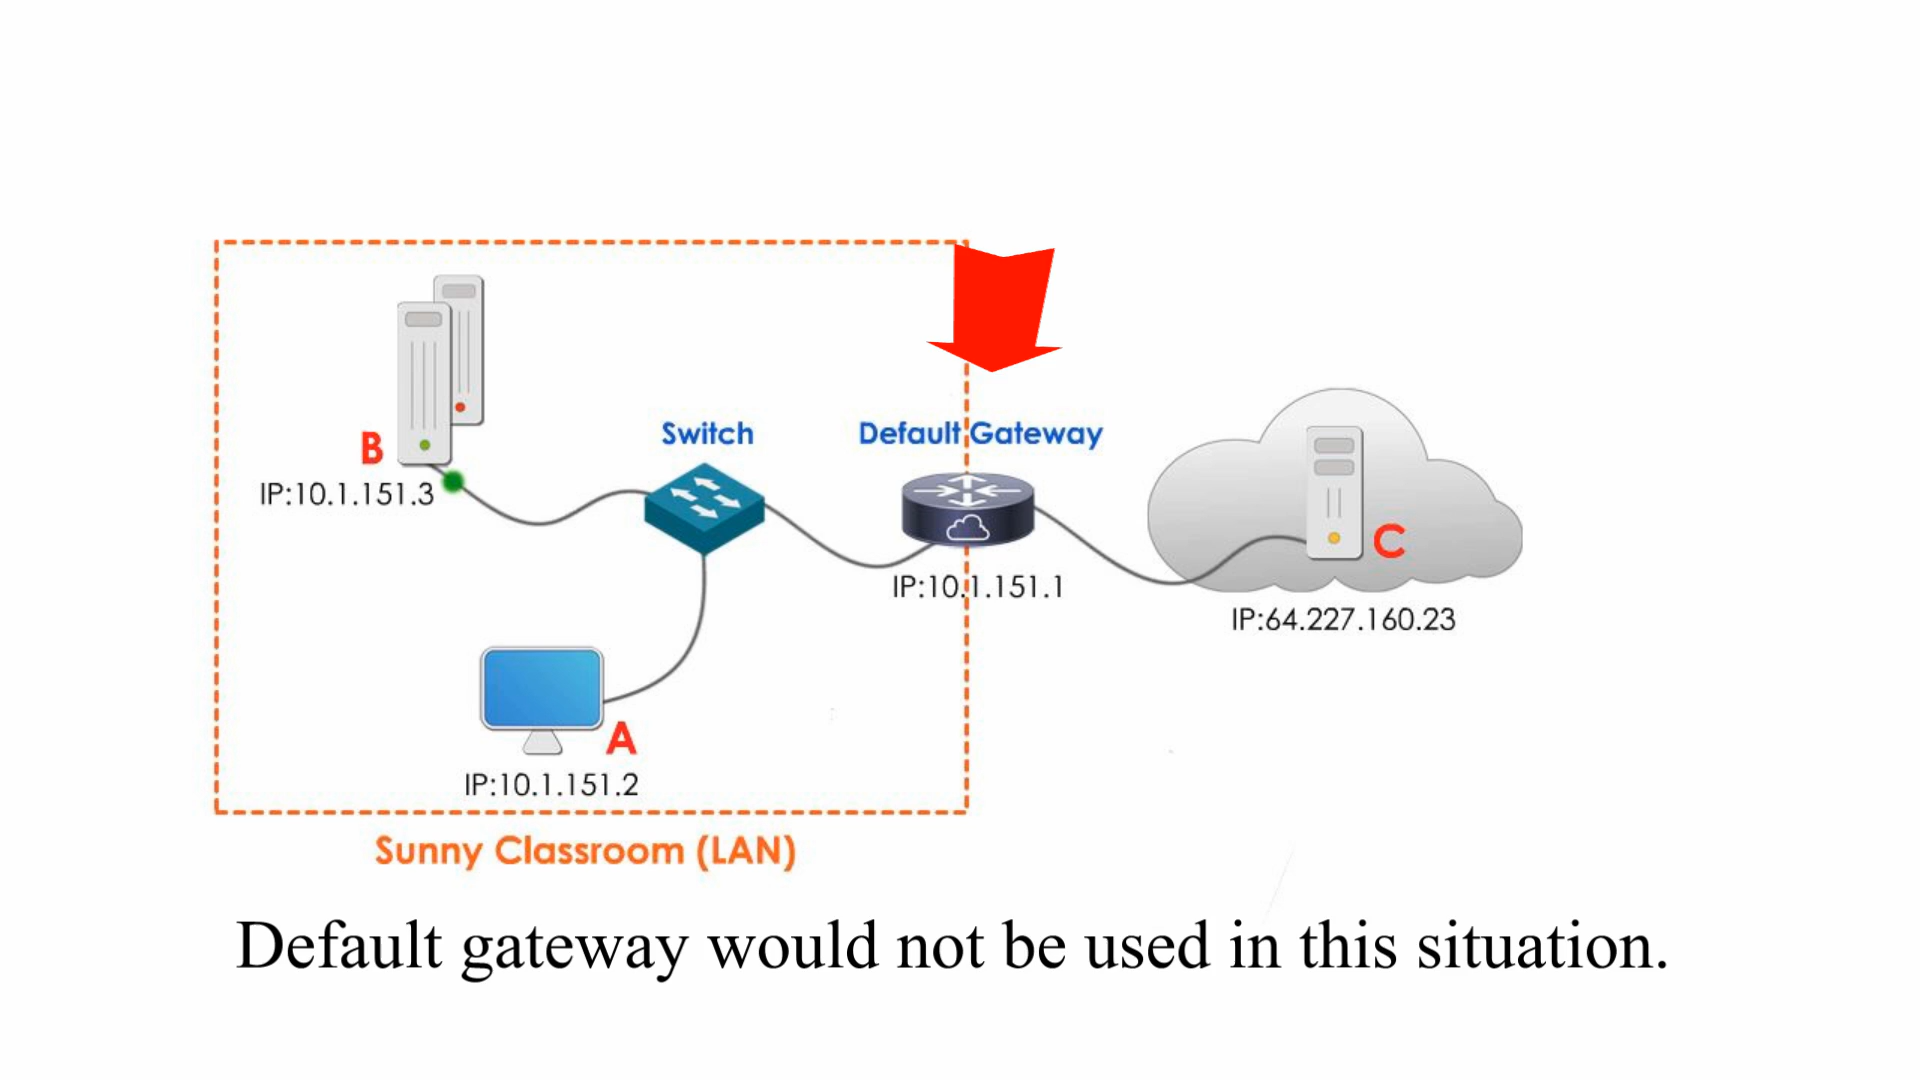 Switch
Default Gateway
B
IP:10.1.151.3
C
IP:10.1.151.1
IP:64.227.160.23
A
IP:10.1.151.2
Sunny Classroom (LAN)
Default gateway would not be used in this situation.